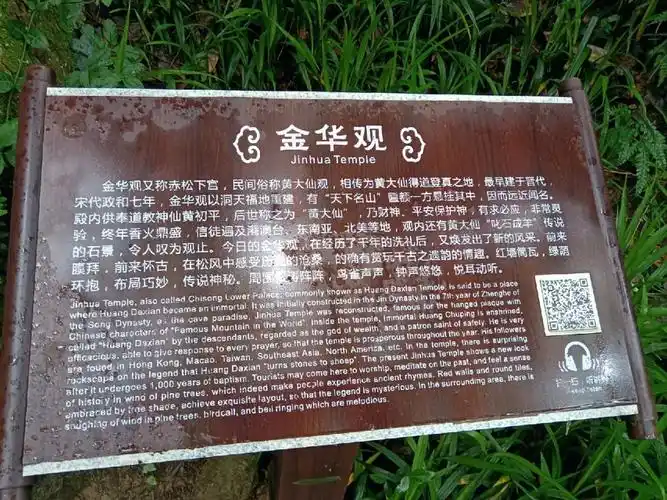 金华观
Jinhua Temple
金华观又称赤松下宫，民间俗称黄大仙观，相传为黄大仙得道登真之地，最早建于晋代，
宋代政和七年，金华观以洞天福地重建，有“天下名山”匾额一方悬挂其中，因而远近闻名。
殿内供奉道教神仙黄初平，后世称之为“黄大仙”，乃财神、平安保护神，有求必应，非常灵
验，终年香火鼎盛，信徒遍及港澳台、东南亚、北美等地，观内还有黄大仙“叱石成羊”传说
的石景，令人叹为观止。今日的金华观，在经历了千年的洗礼后，又焕发出了新的风采。前来
膜拜，前来怀古，在松风中感受历史的沧桑，的确有赏玩千古之遗韵的情趣。红墙筒瓦，绿阴
环抱，布局巧妙，传说神秘。周围松涛阵阵，鸟雀声声，钟声悠悠，悦耳动听。
Jinhua Temple, also called Chisong Lower Palace, commonly known as Huang Daxian Temple, is said to be a place
where Huang Daxian became an immortal. It was initially constructed in the Jin Dynasty. In the 7th year of Zhenghe of
the Song Dynasty, as the cave paradise, Jinhua Temple was reconstructed, famous for the hanged plaque with
Chinese characters of "Famous Mountain in the World". Inside the temple, immortal Huang Chuping is enshrined,
called "Huang Daxian" by the descendants, regarded as the god of wealth, and a patron saint of safety. He is very
efficacious, able to give response to every prayer, so that the temple is prosperous throughout the year. His followers
are found in Hong Kong, Macao, Taiwan, Southeast Asia, North America, etc. In the temple, there is surprising
rockscape on the legend that Huang Daxian "turns stones to sheep". The present Jinhua Temple shows a new look
after it undergoes 1,000 years of baptism. Tourists may come here to worship, meditate on the past, and feel a sense
of history in wind of pine trees, which indeed make people experience ancient rhymes. Red walls and round tiles,
embraced by tree shade, achieve exquisite layout, so that the legend is mysterious. In the surrounding area, there is
soughing of wind in pine trees, birdcall, and bell ringing which are melodious.
扫一扫